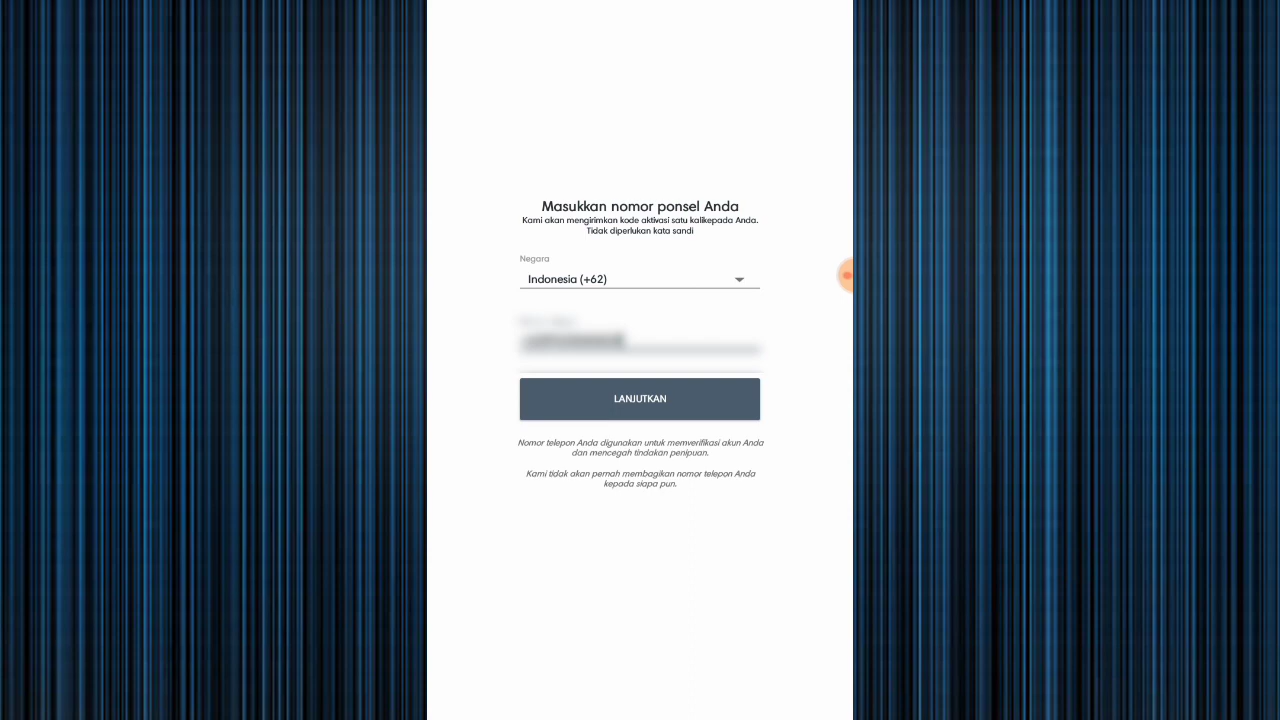 Masukkan nomor ponsel Anda
Kami akan mengirimkan kode aktivasi satu kalikepada Anda.
Tidak diperlukan kata sandi
Negara
Indonesia (+62)
LANJUTKAN
Nomor telepon Anda digunakan untuk memverifikasi akun Anda
dan mencegah tindakan penipuan.
Kami tidak akan pernah membagikan nomor telepon Anda
kepada siapa pun.